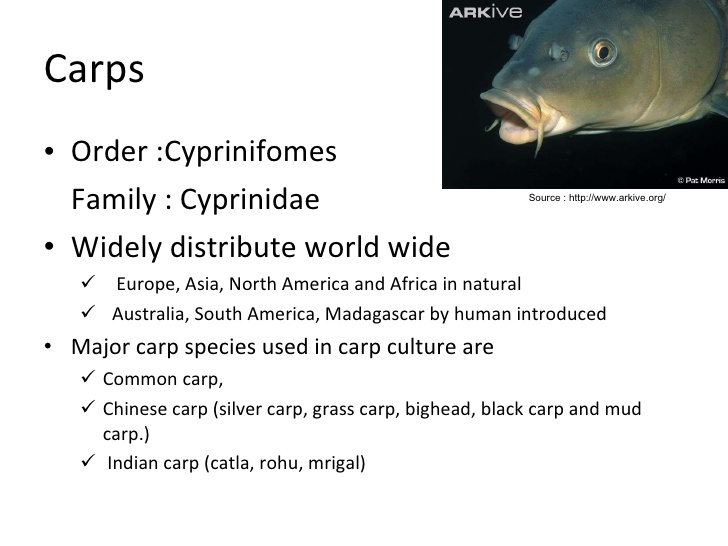 ARKive
Carps
© Pat Morris
Source : http://www.arkive.org/
• Order :Cyprinifomes
Family : Cyprinidae
• Widely distribute world wide
✓ Europe, Asia, North America and Africa in natural
✓ Australia, South America, Madagascar by human introduced
• Major carp species used in carp culture are
✓ Common carp,
✓ Chinese carp (silver carp, grass carp, bighead, black carp and mud
carp.)
✓ Indian carp (catla, rohu, mrigal)